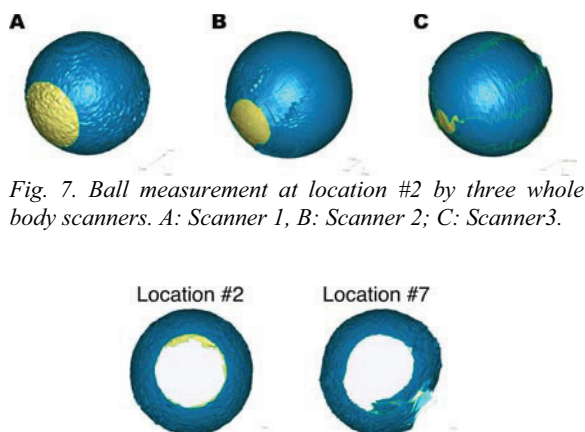 A B C
Fig. 7. Ball measurement at location #2 by three whole
body scanners. A: Scanner 1, B: Scanner 2; C: Scanner3.
Location #2 Location #7